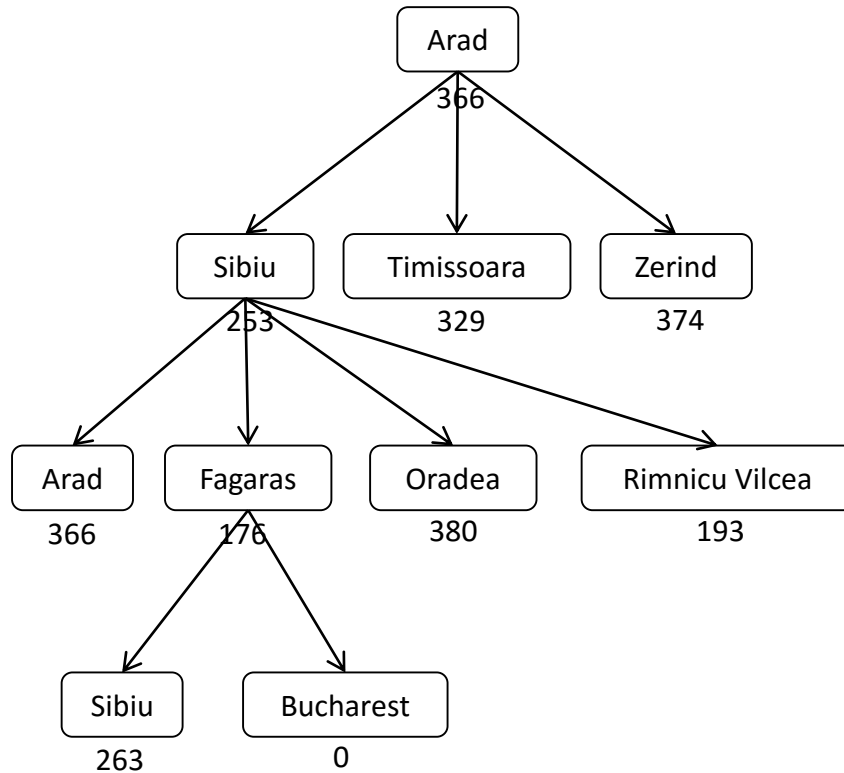 Arad
366
Sibiu
Timissoara
Zerind
253
329
374
Arad
Fagaras
Oradea
Rimnicu Vilcea
366
176
380
193
Sibiu
Bucharest
263
0